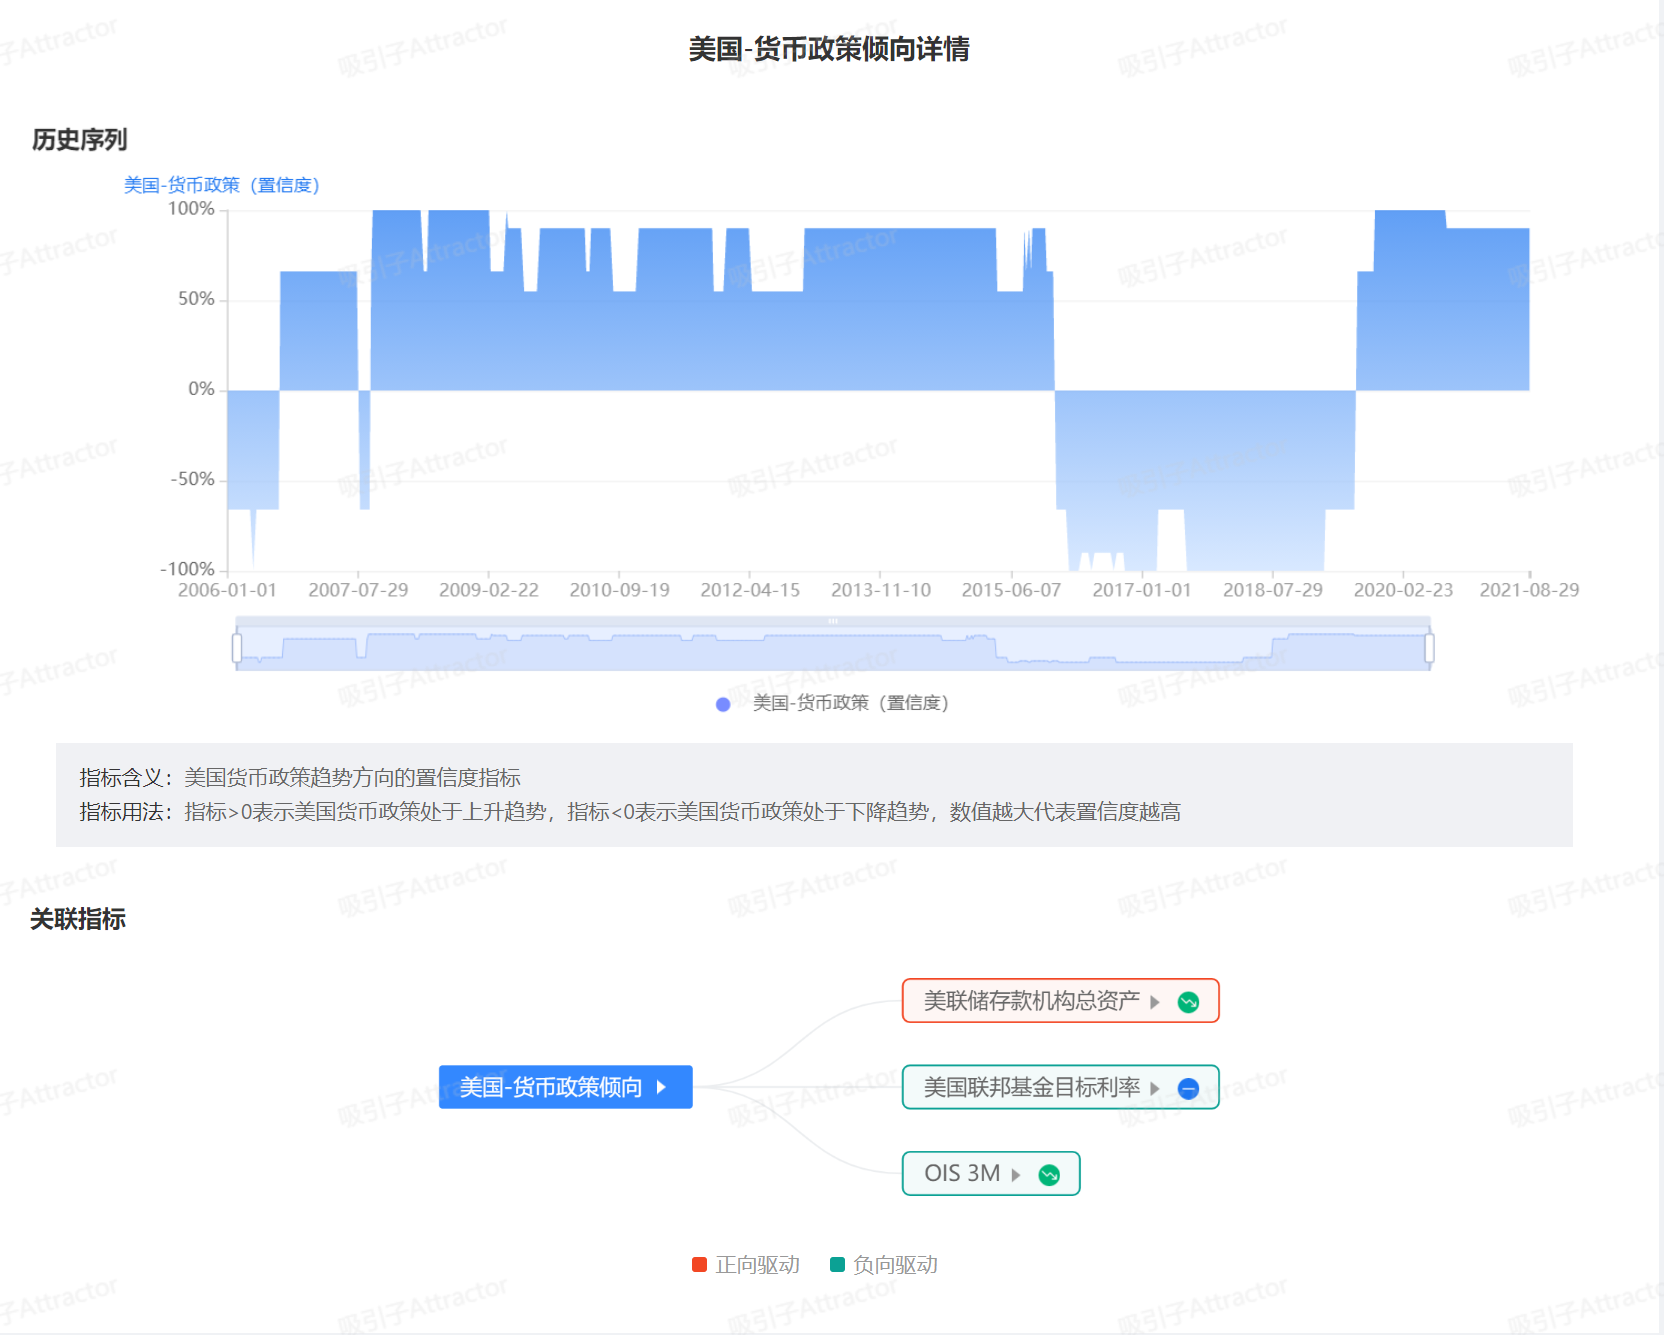 美国-货币政策倾向详情
历史序列
美国-货币政策（置信度）
100%
50%
0%
-50%
-100%
2006-01-01 2007-07-29 2009-02-22 2010-09-19 2012-04-15 2013-11-10 2015-06-07 2017-01-01 2018-07-29 2020-02-23 2021-08-29
美国-货币政策（置信度）
指标含义：美国货币政策趋势方向的置信度指标
指标用法：指标>0表示美国货币政策处于上升趋势，指标<0表示美国货币政策处于下降趋势，数值越大代表置信度越高
关联指标
美联储存款机构总资产
美国-货币政策倾向
美国联邦基金目标利率
OIS 3M
正向驱动 负向驱动
吸引子Attractor